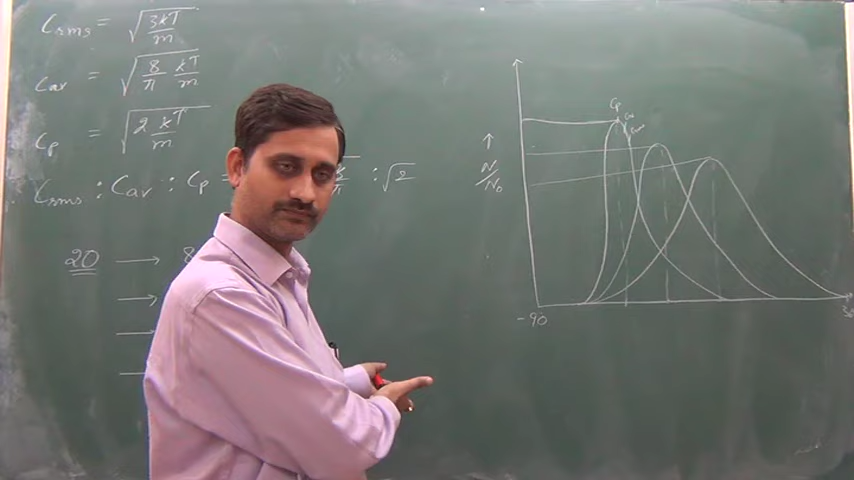 Crms = √3kT/m
Cav = √8/π kT/m
Cp = √2 kT/m
Crms : Cav : Cp = : √2
20 → 8
→
→
→
Cp
↑
N/N₀
-90